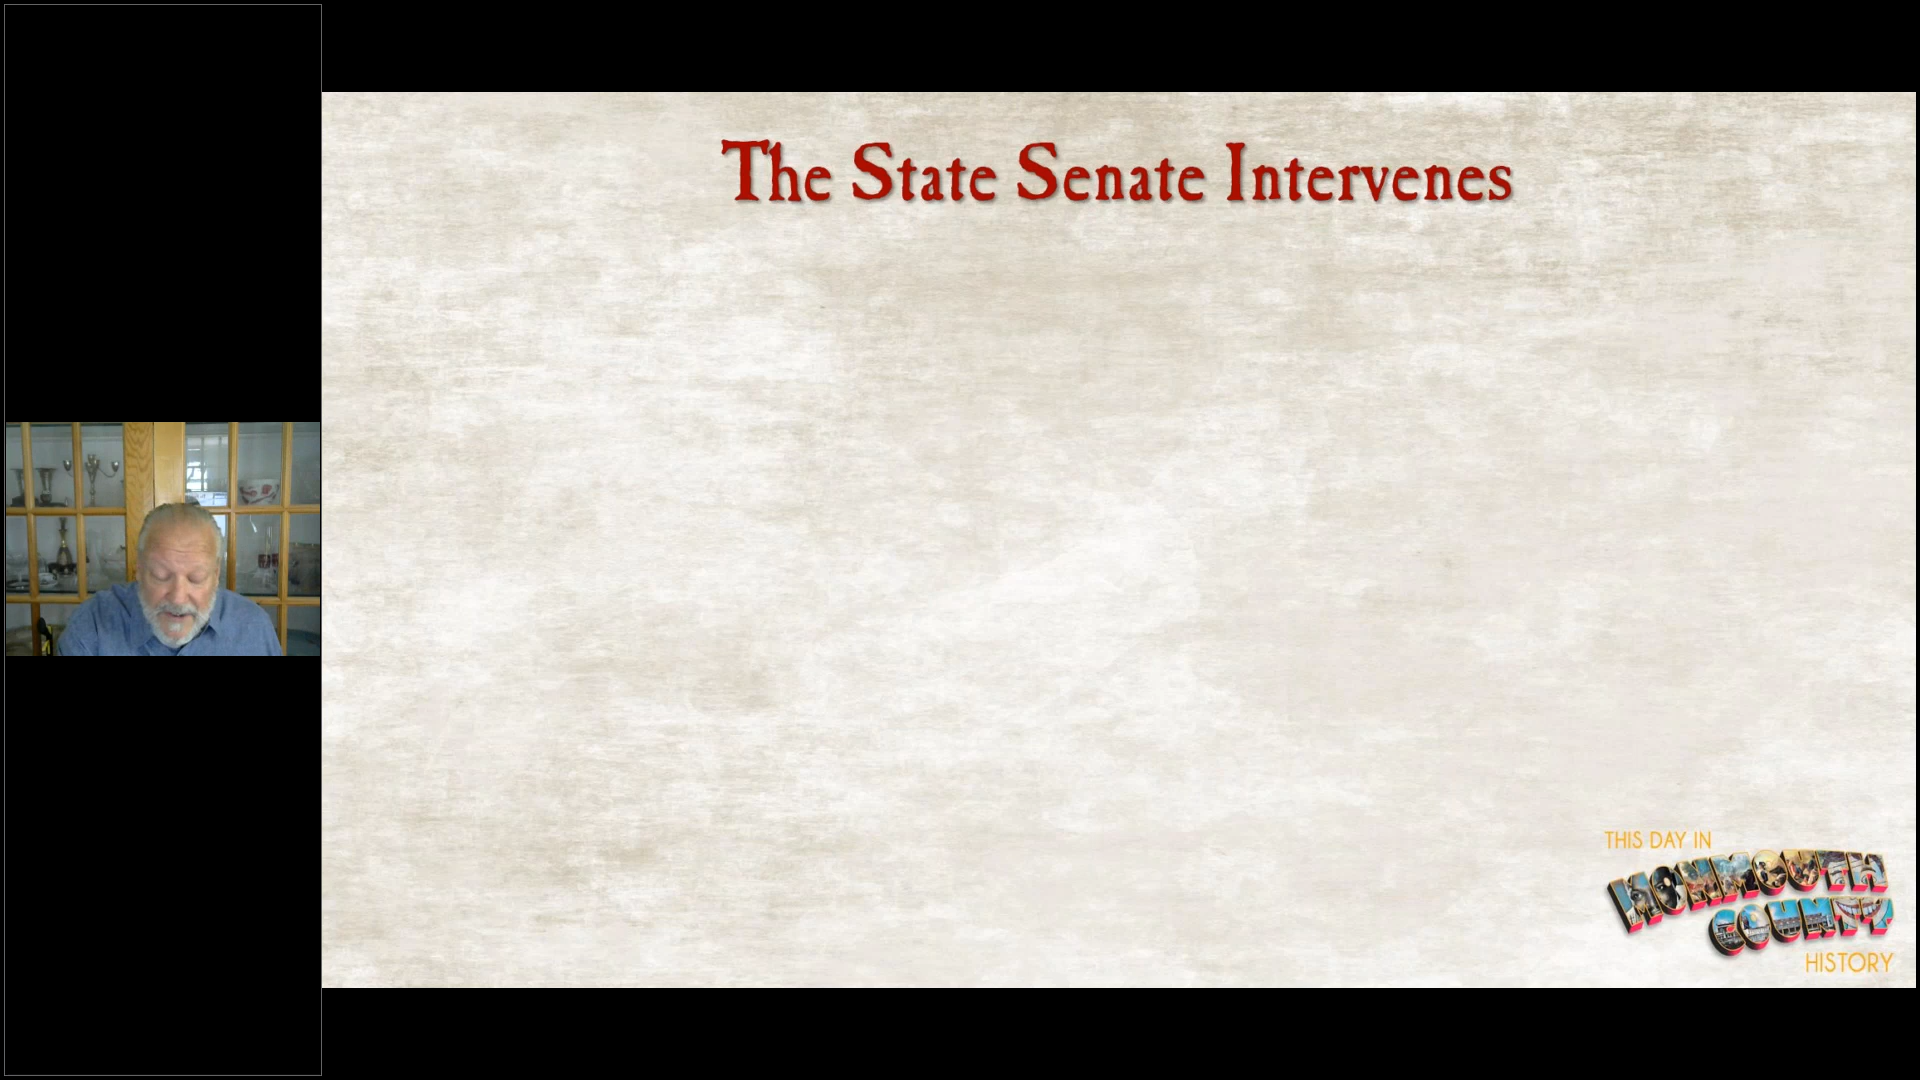 The State Senate Intervenes
THIS DAY IN
MONMOUTH
COUNTY
HISTORY